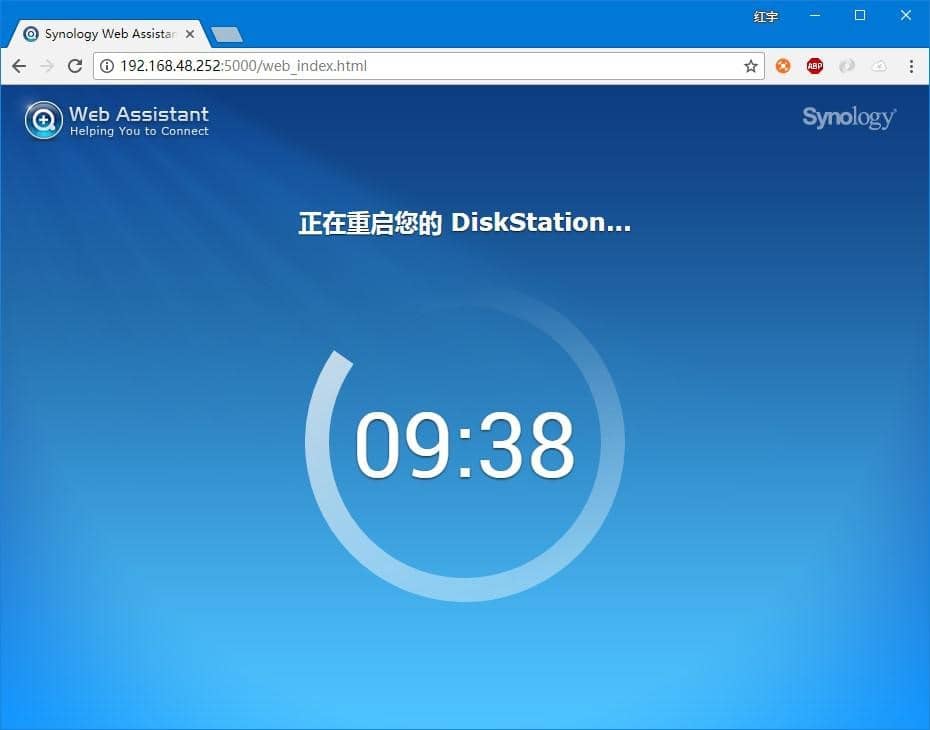 红宇
Synology Web Assistan
192.168.48.252:5000/web_index.html
ABP
Web Assistant
Helping You to Connect
Synology
正在重启您的 DiskStation...
09:38